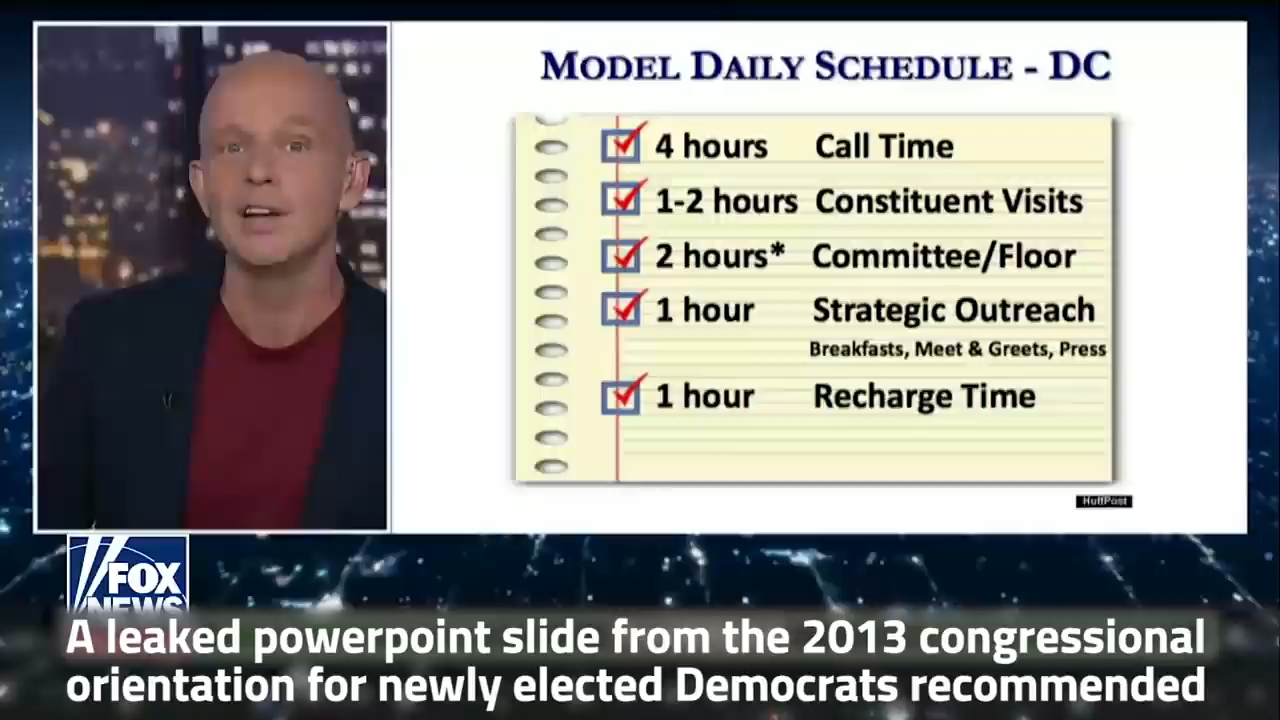 MODEL DAILY SCHEDULE - DC
4 hours Call Time
1-2 hours Constituent Visits
2 hours* Committee/Floor
1 hour Strategic Outreach
Breakfasts, Meet & Greets, Press
1 hour Recharge Time
HuffPost
FOX
NEWS
A leaked powerpoint slide from the 2013 congressional
orientation for newly elected Democrats recommended